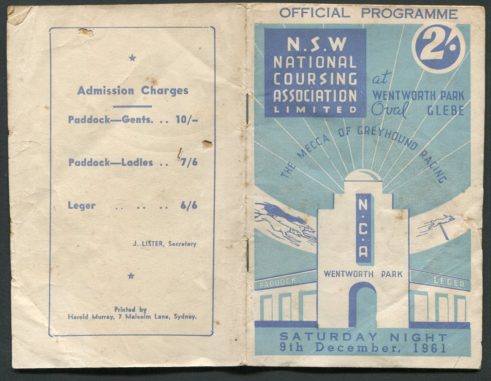 ★
Admission Charges
Paddock—Gents. .. 10/-
Paddock—Ladies .. 7/6
Leger .. .. .. 6/6
J. LISTER, Secretary
★
Printed by
Harold Murray, 7 Malcolm Lane, Sydney.
OFFICIAL PROGRAMME
2/-
N.S.W
NATIONAL
COURSING
ASSOCIATION
LIMITED
at
WENTWORTH PARK
Oval GLEBE
THE MECCA OF GREYHOUND RACING
N.C.A
WENTWORTH PARK
PADDOCK
LEGER
SATURDAY NIGHT
9th December, 1961